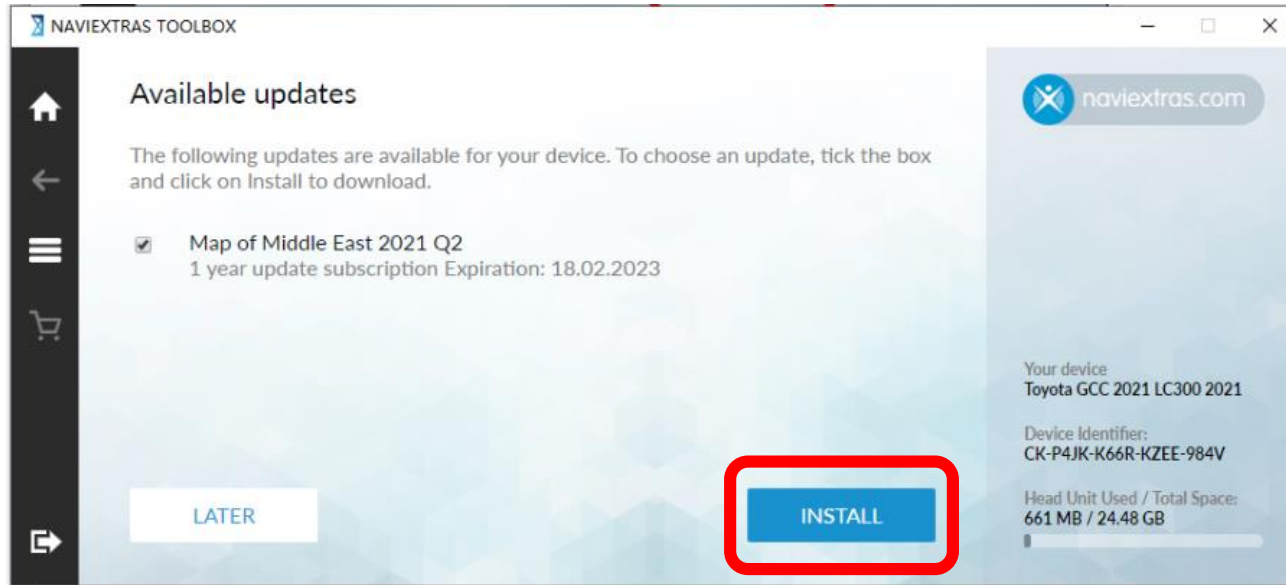 NAVIEXTRAS TOOLBOX
Available updates
The following updates are available for your device. To choose an update, tick the box
and click on Install to download.
Map of Middle East 2021 Q2
1 year update subscription Expiration: 18.02.2023
LATER
INSTALL
naviextras.com
Your device
Toyota GCC 2021 LC300 2021
Device Identifier:
CK-P4JK-K66R-KZEE-984V
Head Unit Used / Total Space:
661 MB / 24.48 GB